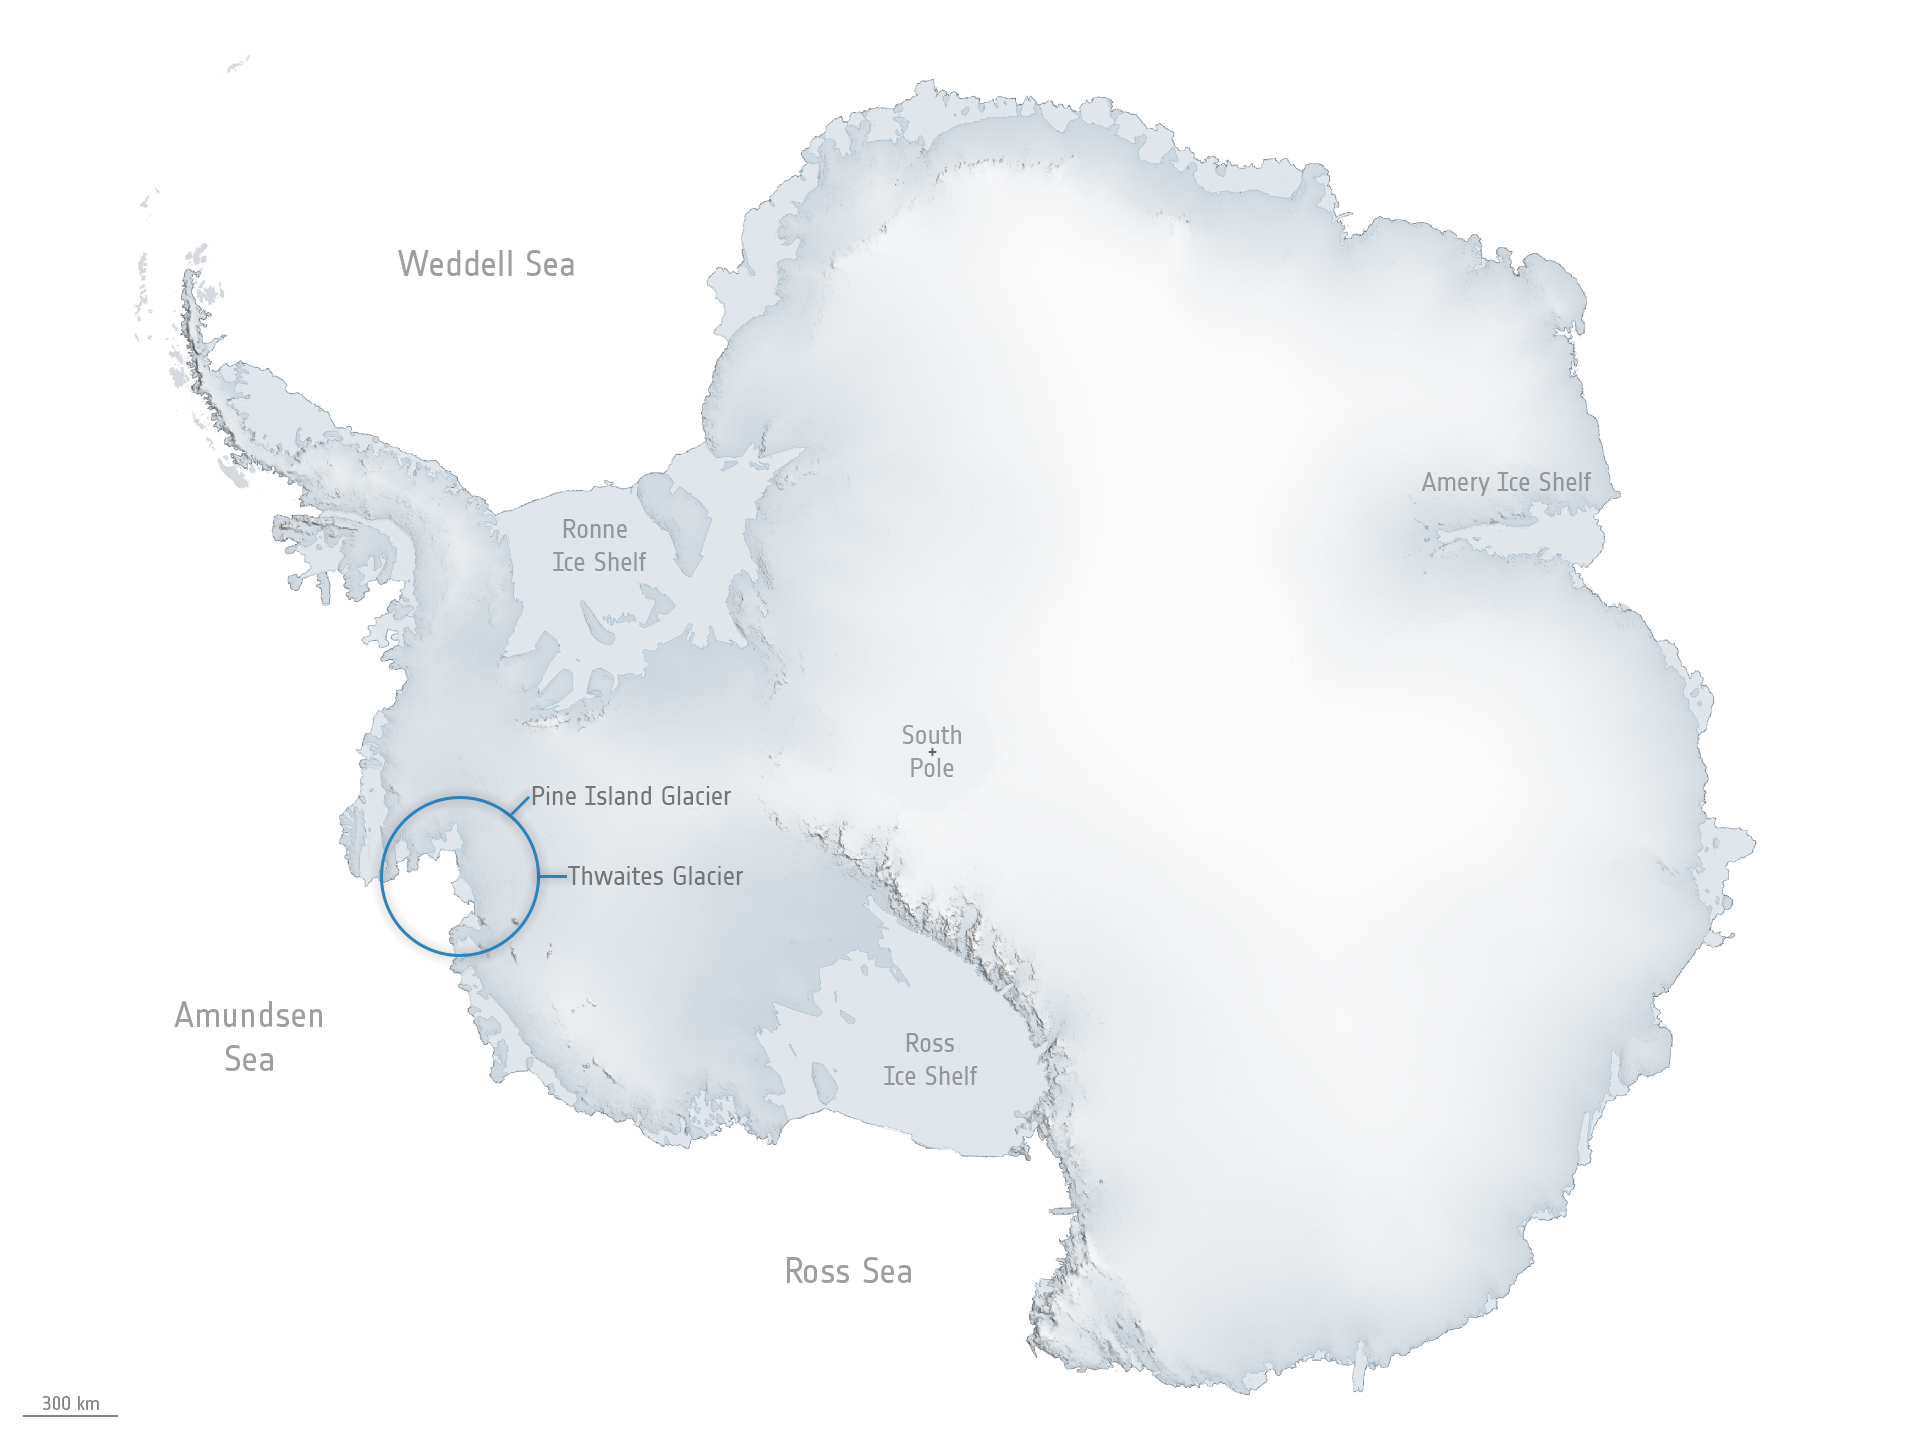 Weddell Sea
Amery Ice Shelf
Ronne
Ice Shelf
South
Pole
Pine Island Glacier
Thwaites Glacier
Amundsen
Sea
Ross
Ice Shelf
Ross Sea
300 km